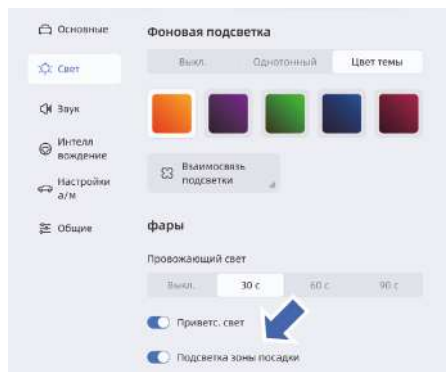 Основные
Свет
Звук
Интелл
вождение
Настройки
а/м
Общие
Фоновая подсветка
Выкл. Однотонный Цвет темы
Взаимосвязь
подсветки
фары
Провожающий свет
Выкл. 30 с 60 с 90 с
Приветс. свет
Подсветка зоны посадки